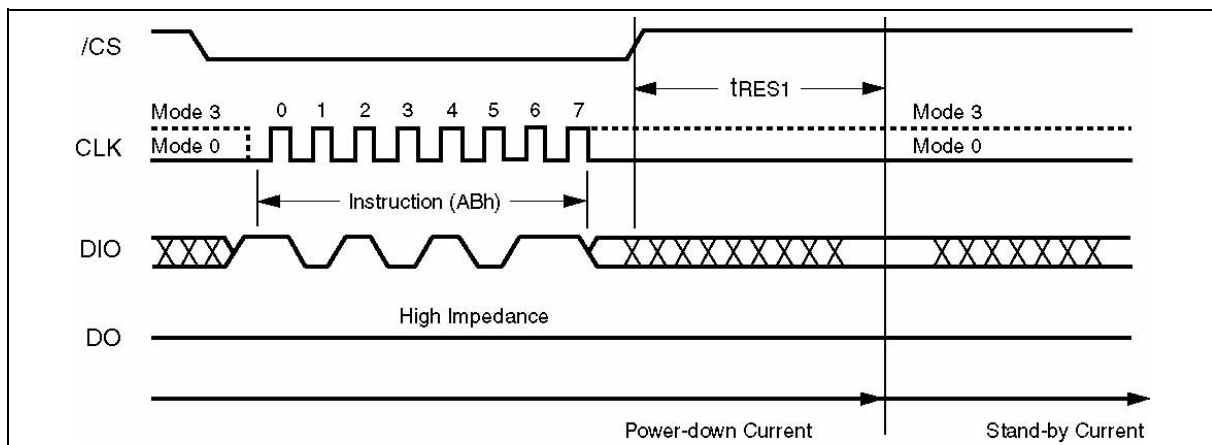 /CS
tRES1
Mode 3 0 1 2 3 4 5 6 7 Mode 3
CLK
Mode 0 Mode 0
Instruction (ABh)
DIO
High Impedance
DO
Power-down Current Stand-by Current